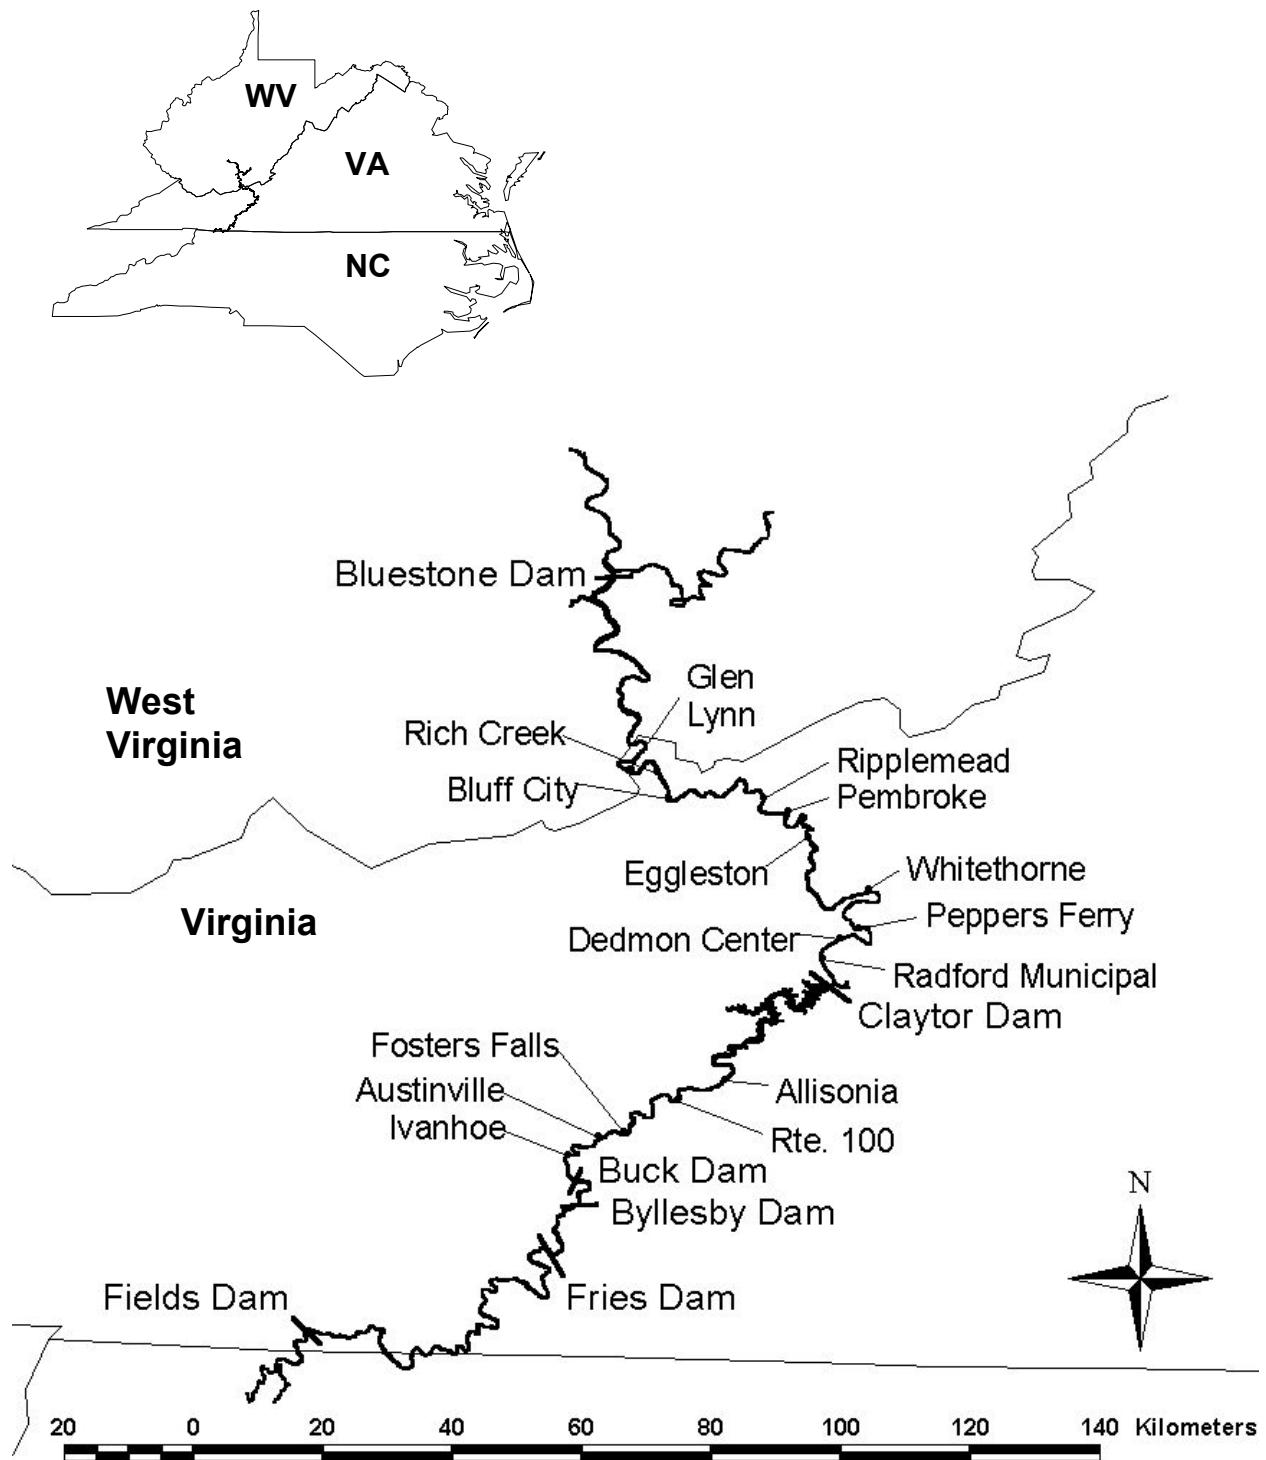 WV
VA
NC
Bluestone Dam
Glen
Lynn
West
Virginia
Rich Creek
Bluff City
Ripplemead
Pembroke
Eggleston
Whitethorne
Virginia
Peppers Ferry
Dedmon Center
Radford Municipal
Claytor Dam
Fosters Falls
Austinville
Ivanhoe
Allisonia
Rte. 100
Buck Dam
Byllesby Dam
N
Fields Dam
Fries Dam
20 0 20 40 60 80 100 120 140 Kilometers